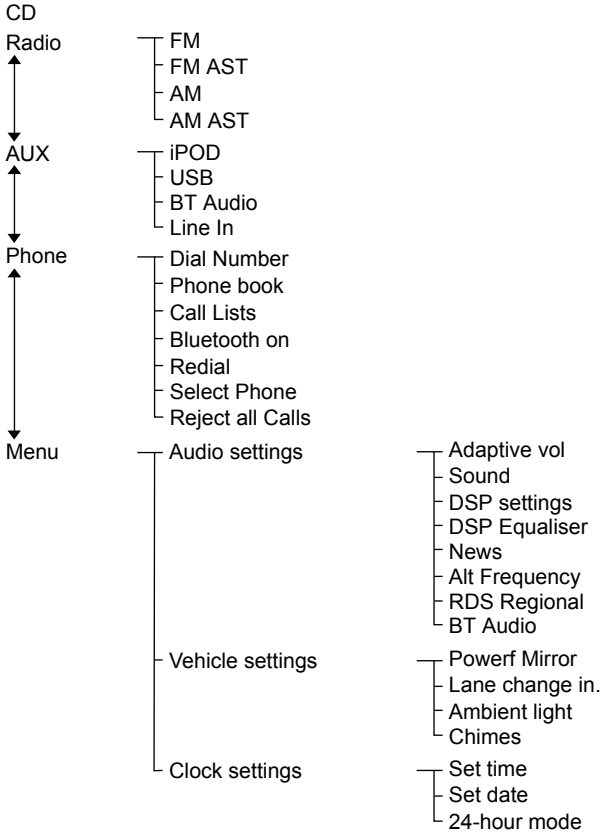 CD
Radio
FM
FM AST
AM
AM AST
AUX
iPOD
USB
BT Audio
Line In
Phone
Dial Number
Phone book
Call Lists
Bluetooth on
Redial
Select Phone
Reject all Calls
Menu
Audio settings
Adaptive vol
Sound
DSP settings
DSP Equaliser
News
Alt Frequency
RDS Regional
BT Audio
Vehicle settings
Powerf Mirror
Lane change in.
Ambient light
Chimes
Clock settings
Set time
Set date
24-hour mode